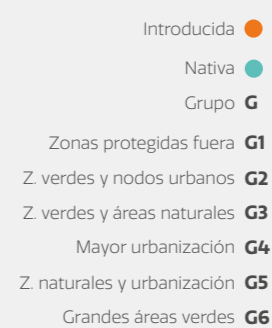 Introducida
Nativa
Grupo G
Zonas protegidas fuera G1
Z. verdes y nodos urbanos G2
Z. verdes y áreas naturales G3
Mayor urbanización G4
Z. naturales y urbanización G5
Grandes áreas verdes G6